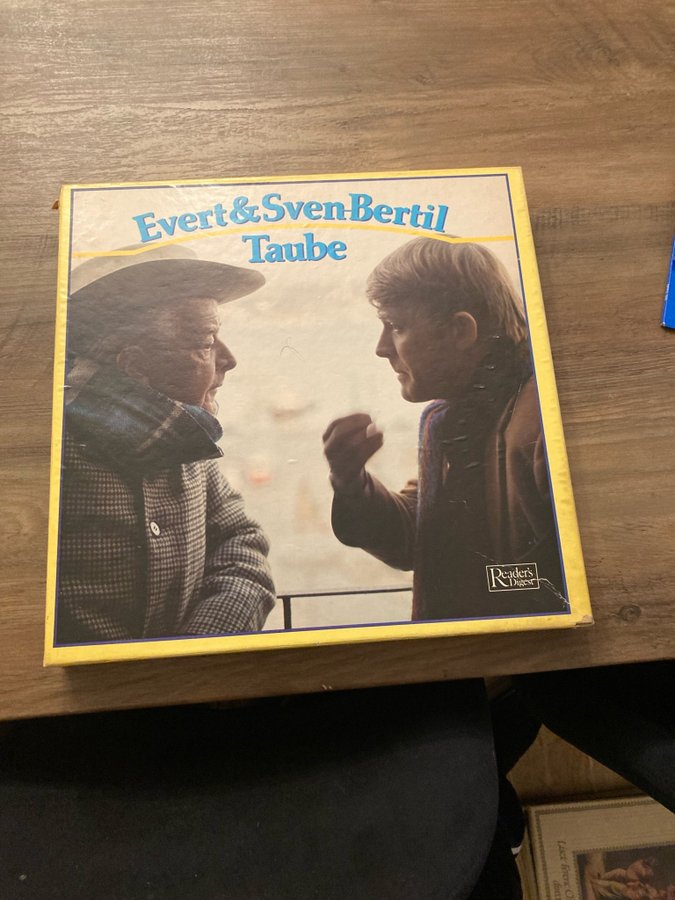 Evert & Sven-Bertil
Taube
Reader's
Digest